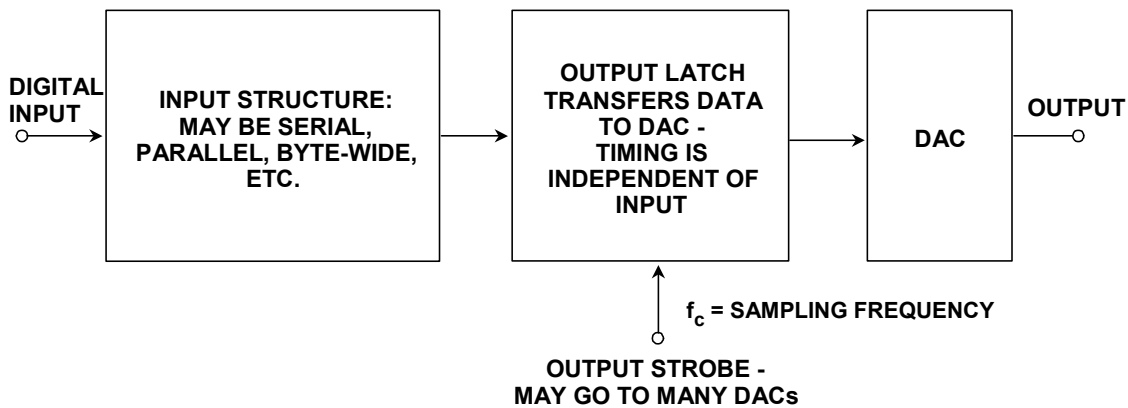 DIGITAL
INPUT
INPUT STRUCTURE:
MAY BE SERIAL,
PARALLEL, BYTE-WIDE,
ETC.
OUTPUT LATCH
TRANSFERS DATA
TO DAC -
TIMING IS
INDEPENDENT OF
INPUT
DAC
OUTPUT
fc = SAMPLING FREQUENCY
OUTPUT STROBE -
MAY GO TO MANY DACs